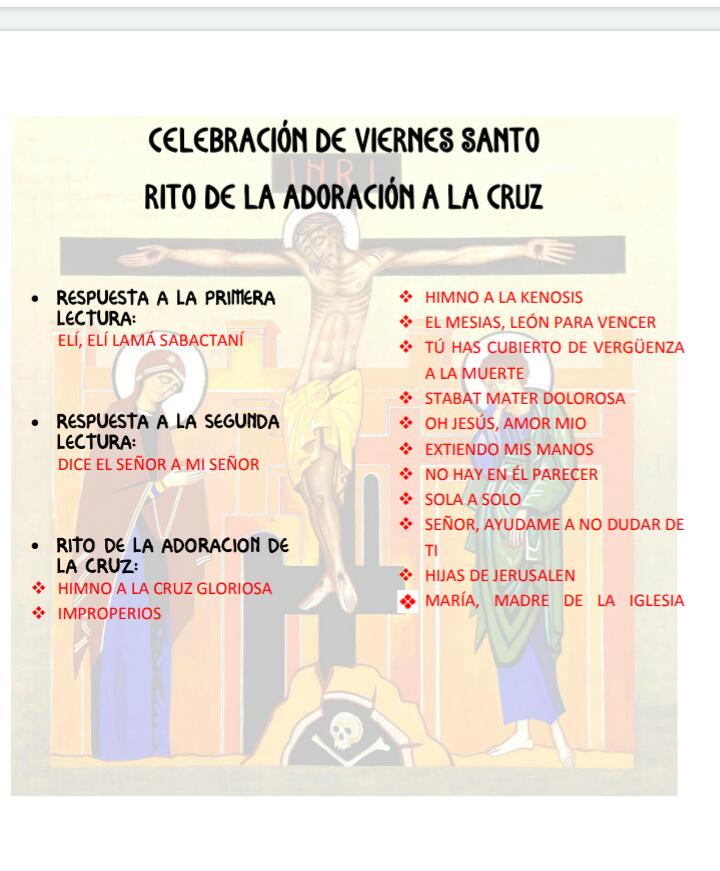 CELEBRACIÓN DE VIERNES SANTO
INRI
RITO DE LA ADORACIÓN A LA CRUZ
• RESPUESTA A LA PRIMERA
LECTURA:
ELÍ, ELÍ LAMÁ SABACTANÍ
• RESPUESTA A LA SEGUNDA
LECTURA:
DICE EL SEÑOR A MI SEÑOR
• RITO DE LA ADORACION DE
LA CRUZ:
❖ HIMNO A LA CRUZ GLORIOSA
❖ IMPROPERIOS
❖ HIMNO A LA KENOSIS
❖ EL MESIAS, LEÓN PARA VENCER
❖ TÚ HAS CUBIERTO DE VERGÜENZA
A LA MUERTE
❖ STABAT MATER DOLOROSA
❖ OH JESÚS, AMOR MIO
❖ EXTIENDO MIS MANOS
❖ NO HAY EN ÉL PARECER
❖ SOLA A SOLO
❖ SEÑOR, AYUDAME A NO DUDAR DE
TI
❖ HIJAS DE JERUSALEN
❖ MARÍA, MADRE DE LA IGLESIA